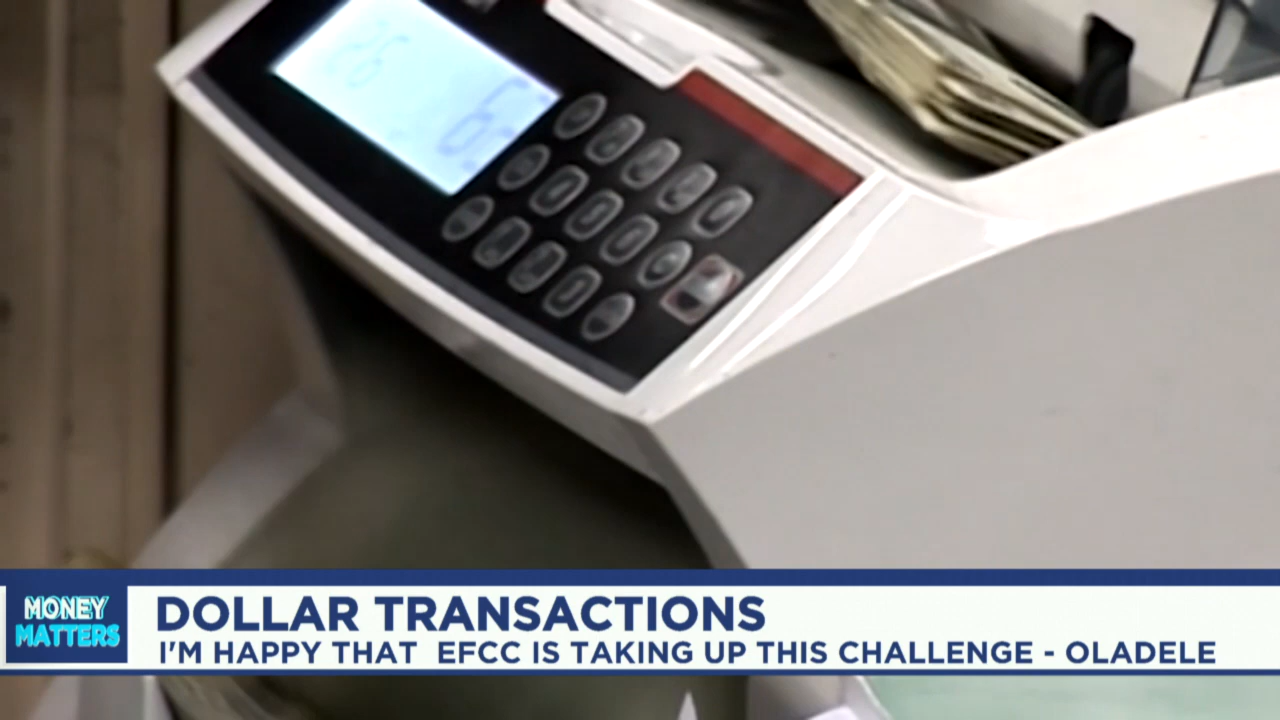 MONEY
MATTERS
DOLLAR TRANSACTIONS
I'M HAPPY THAT EFCC IS TAKING UP THIS CHALLENGE - OLADELE